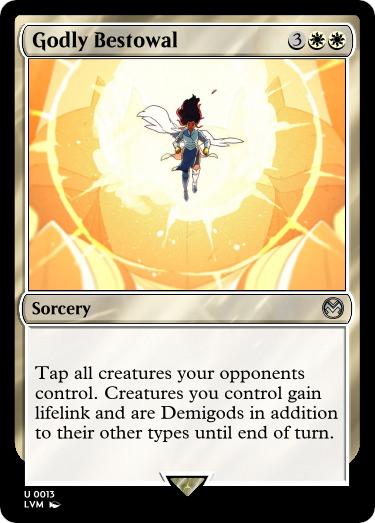 Godly Bestowal 3
Sorcery
Tap all creatures your opponents
control. Creatures you control gain
lifelink and are Demigods in addition
to their other types until end of turn.
U 0013
LVM